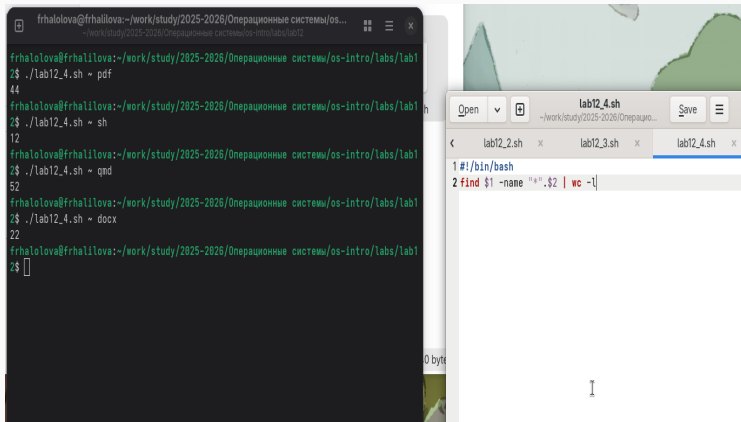 frhalolova@frhalilova:~/work/study/2025-2026/Операционные системы/os...
~/work/study/2025-2026/Операционные системы/os-intro/labs/lab12
frhalolova@frhalilova:~/work/study/2025-2026/Операционные системы/os-intro/labs/lab1
2$ ./lab12_4.sh ~ pdf
44
frhalolova@frhalilova:~/work/study/2025-2026/Операционные системы/os-intro/labs/lab1
2$ ./lab12_4.sh ~ sh
12
frhalolova@frhalilova:~/work/study/2025-2026/Операционные системы/os-intro/labs/lab1
2$ ./lab12_4.sh ~ qmd
52
frhalolova@frhalilova:~/work/study/2025-2026/Операционные системы/os-intro/labs/lab1
2$ ./lab12_4.sh ~ docx
22
frhalolova@frhalilova:~/work/study/2025-2026/Операционные системы/os-intro/labs/lab1
2$
h
0 byte
Open
lab12_4.sh
~/work/study/2025-2026/Операцио...
Save
lab12_2.sh × lab12_3.sh × lab12_4.sh ×
1 #!/bin/bash
2 find $1 -name "*".$2 | wc -l